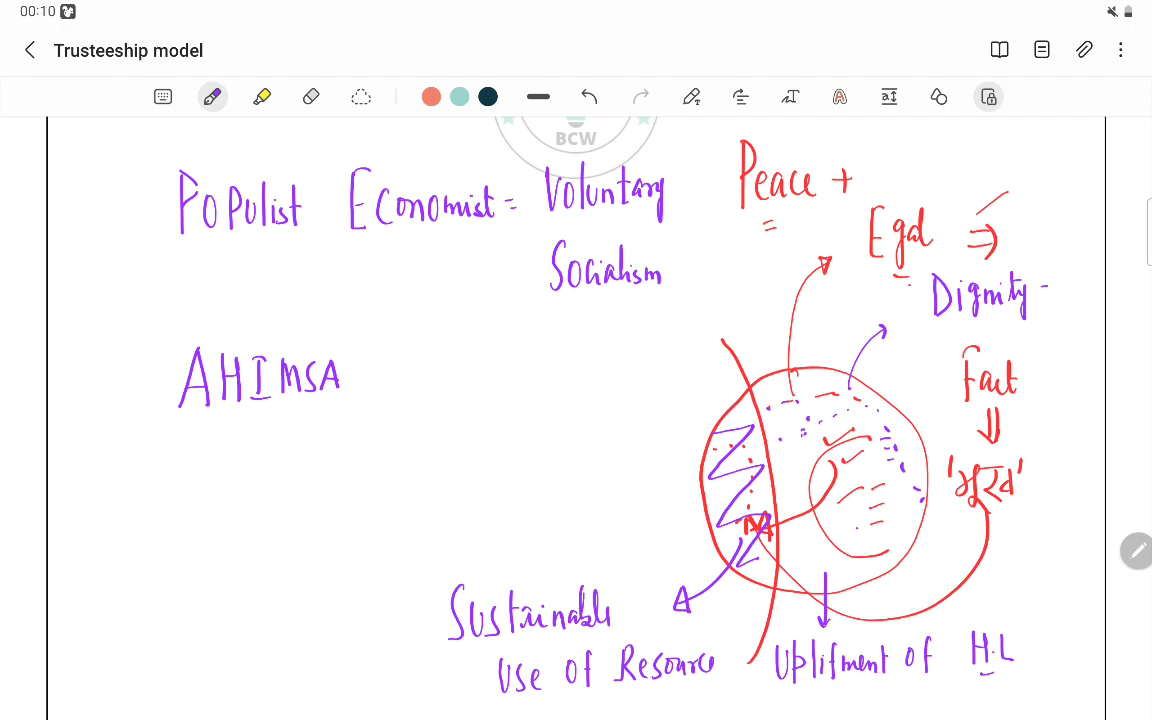 00:10
Trusteeship model
BCW
Populist Economist = Voluntary
Socialism
Peace +
=
Egal ⇒
Dignity -
AHIMSA
Fact
⇓
'भूख'
Sustainable
Use of Resource
Uplifment of H.L